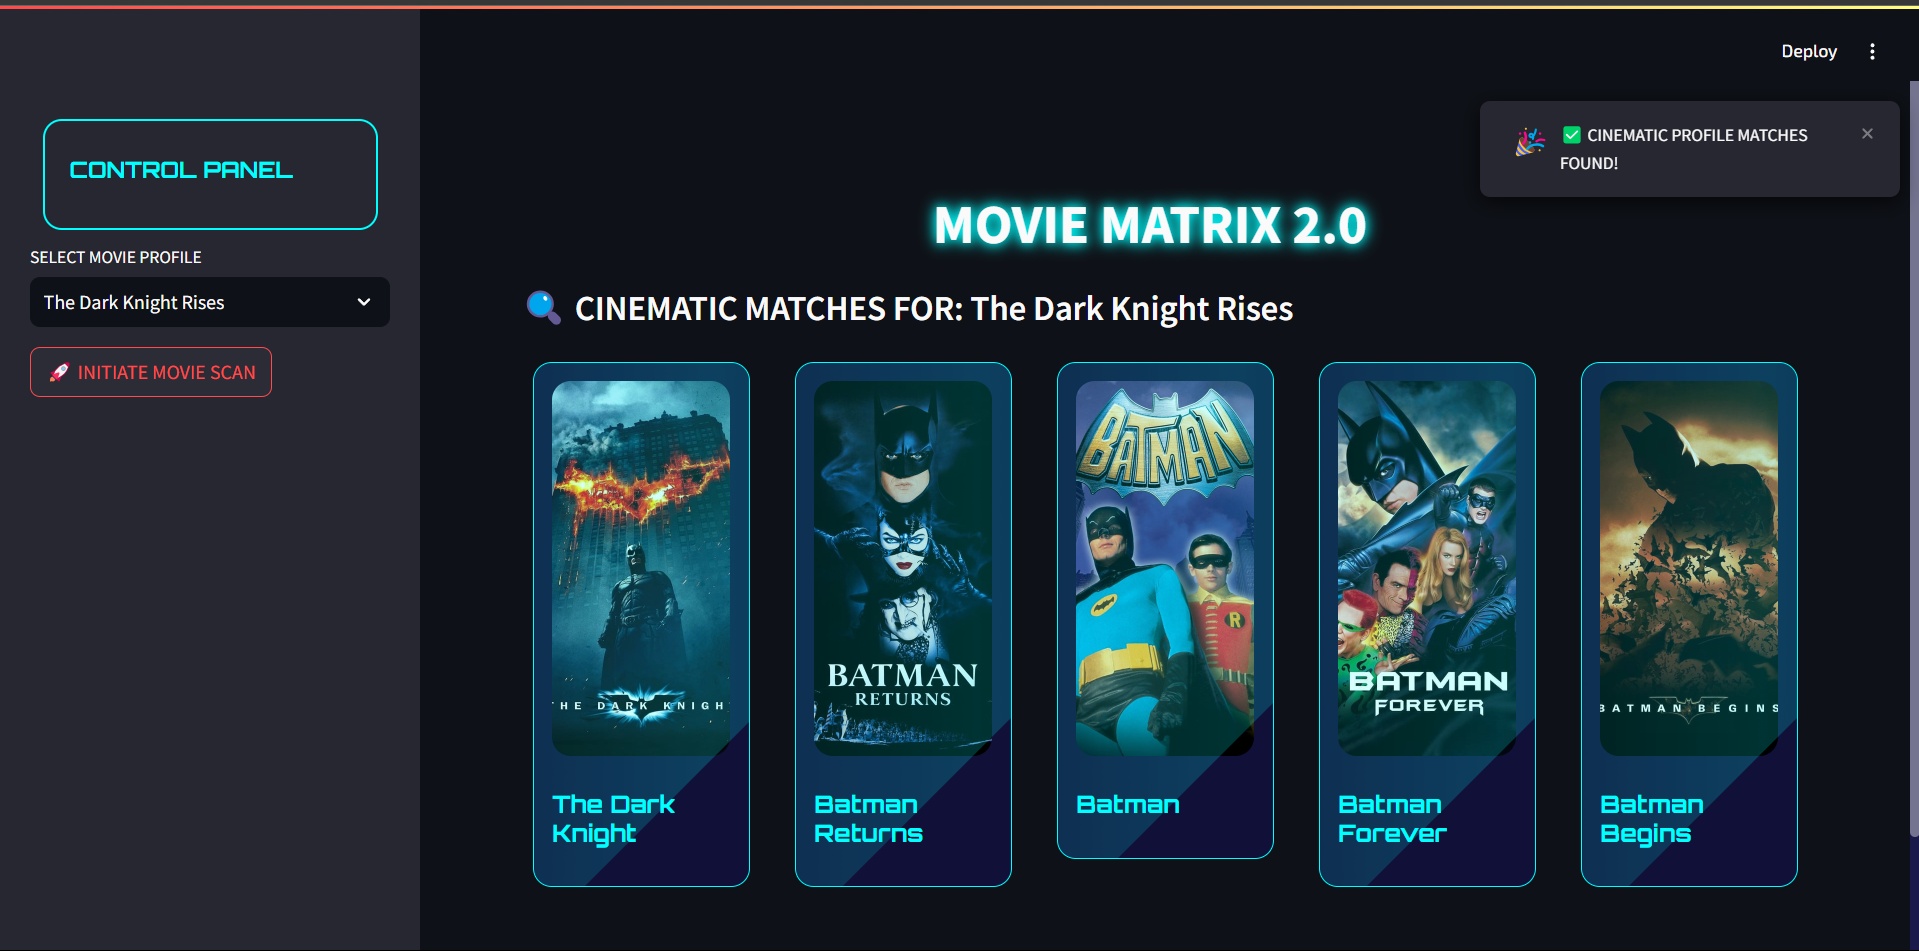 Deploy
✅ CINEMATIC PROFILE MATCHES
FOUND!
CONTROL PANEL
SELECT MOVIE PROFILE
The Dark Knight Rises
🚀 INITIATE MOVIE SCAN
MOVIE MATRIX 2.0
🔍 CINEMATIC MATCHES FOR: The Dark Knight Rises
HE DARK KNIGH
BATMAN
RETURNS
BATMAN
R
BATMAN
FOREVER
BATMAN BEGINS
The Dark
Knight
Batman
Returns
Batman
Batman
Forever
Batman
Begins